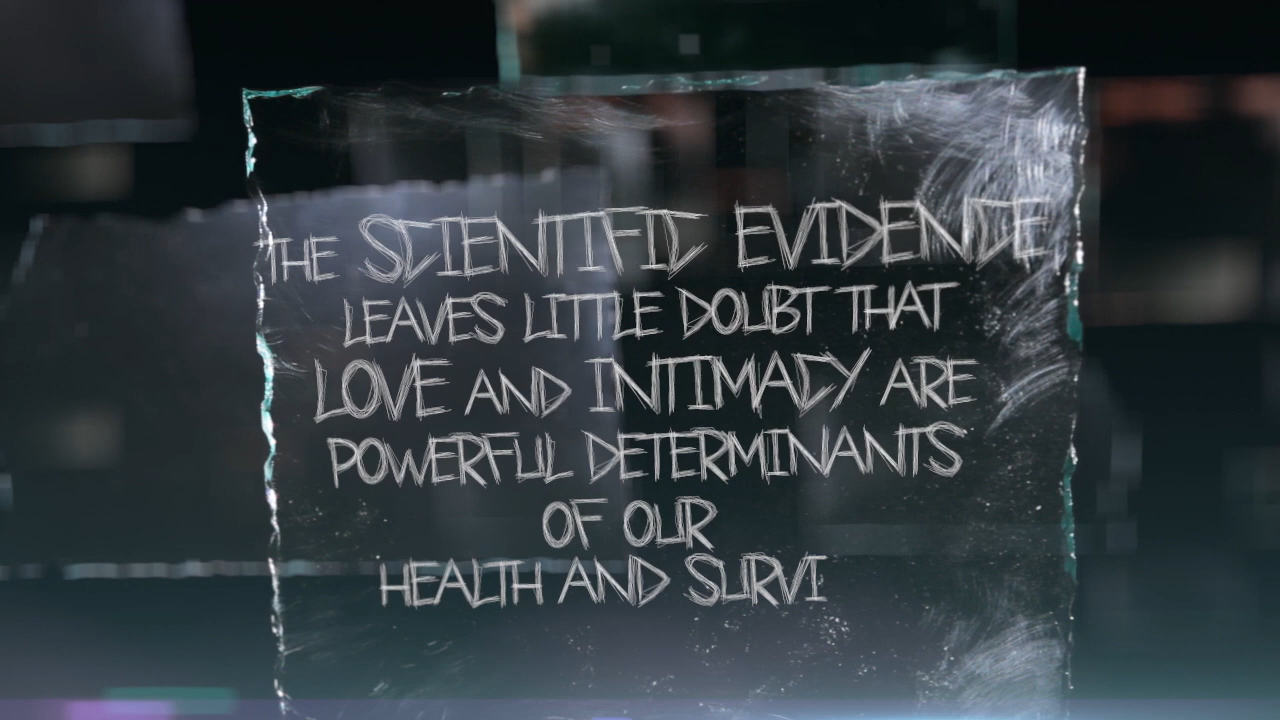 THE SCIENTIFIC EVIDENCE
LEAVES LITTLE DOUBT THAT
LOVE AND INTIMACY ARE
POWERFUL DETERMINANTS
OF OUR
HEALTH AND SURVI